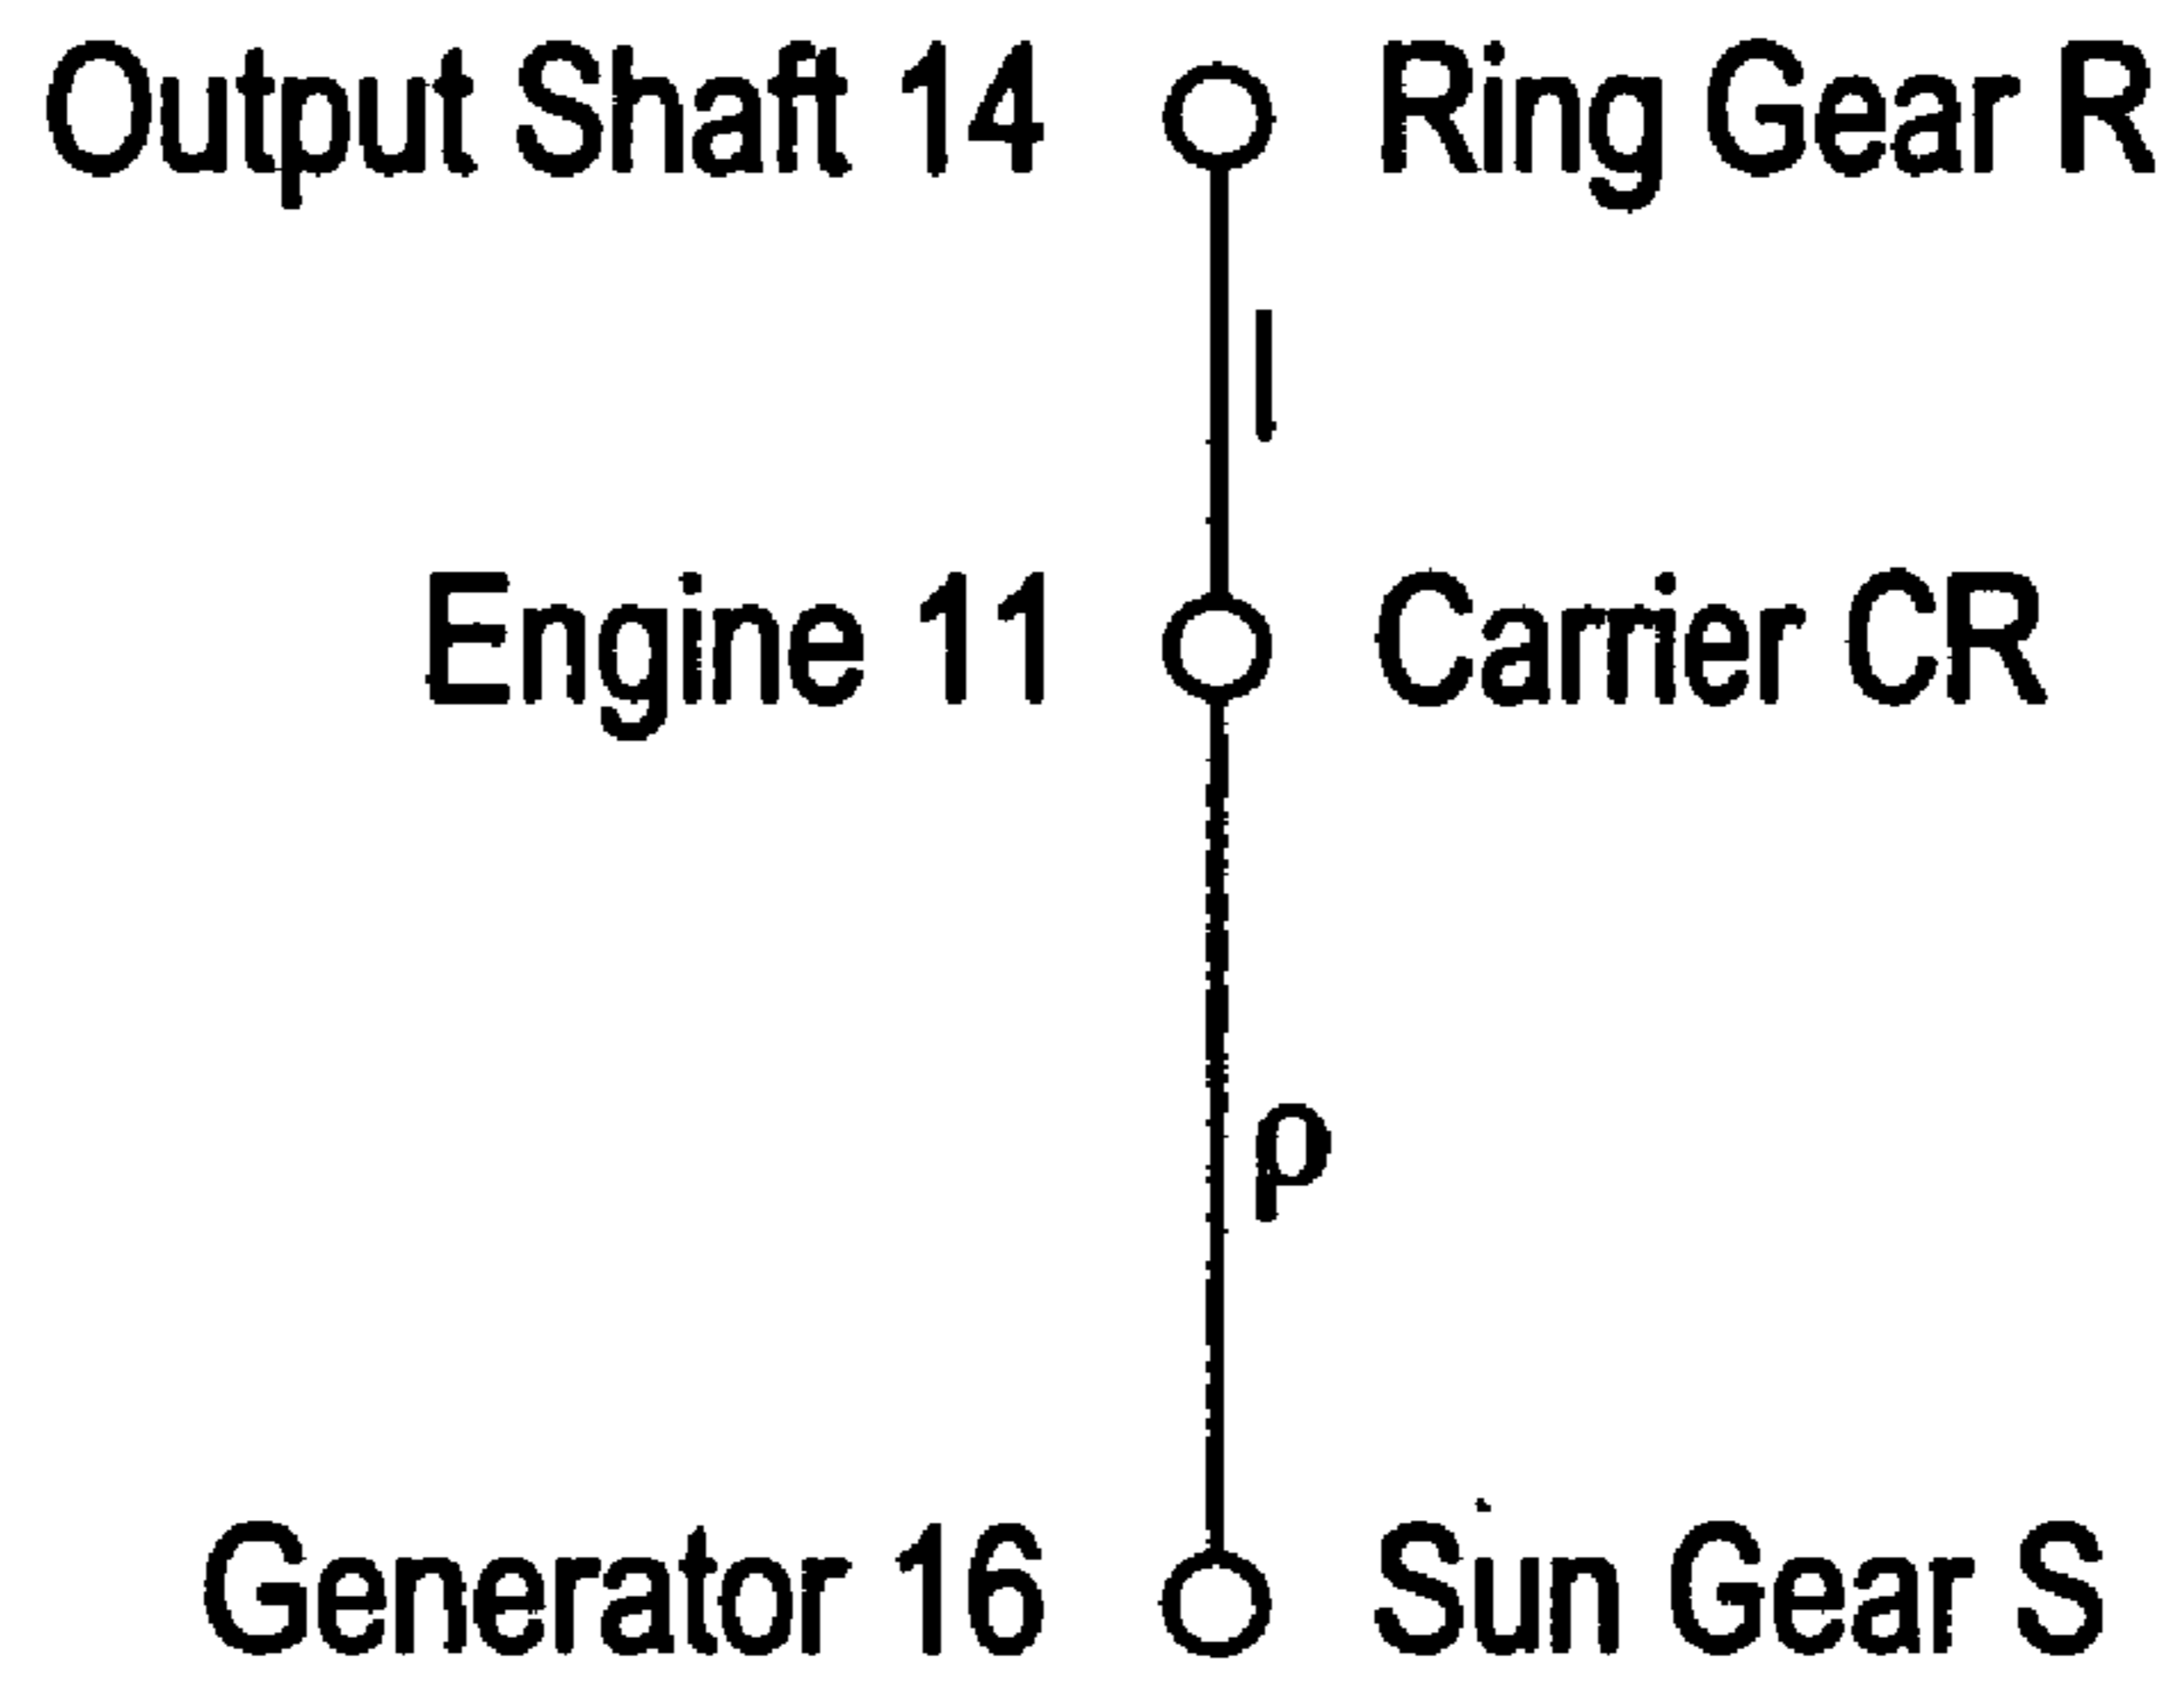 Output Shaft 14 Ring Gear R
l
Engine 11 Carrier CR
ρ
Generator 16 Sun Gear S